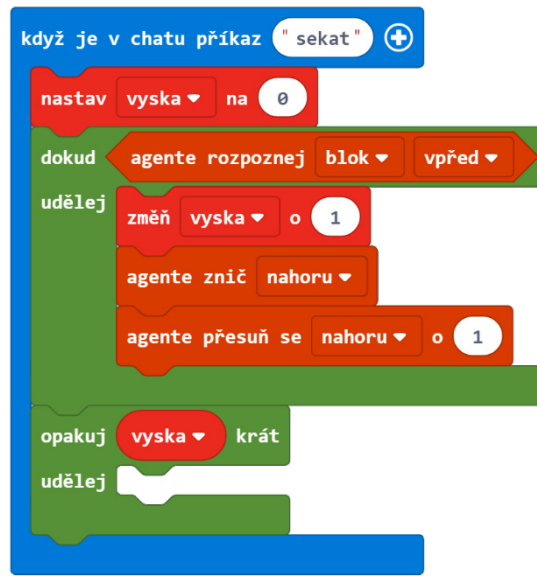 když je v chatu příkaz "sekat"
nastav vyska na 0
dokud agente rozpoznej blok vpřed
udělej
změň vyska o 1
agente znič nahoru
agente přesuň se nahoru o 1
opakuj vyska krát
udělej